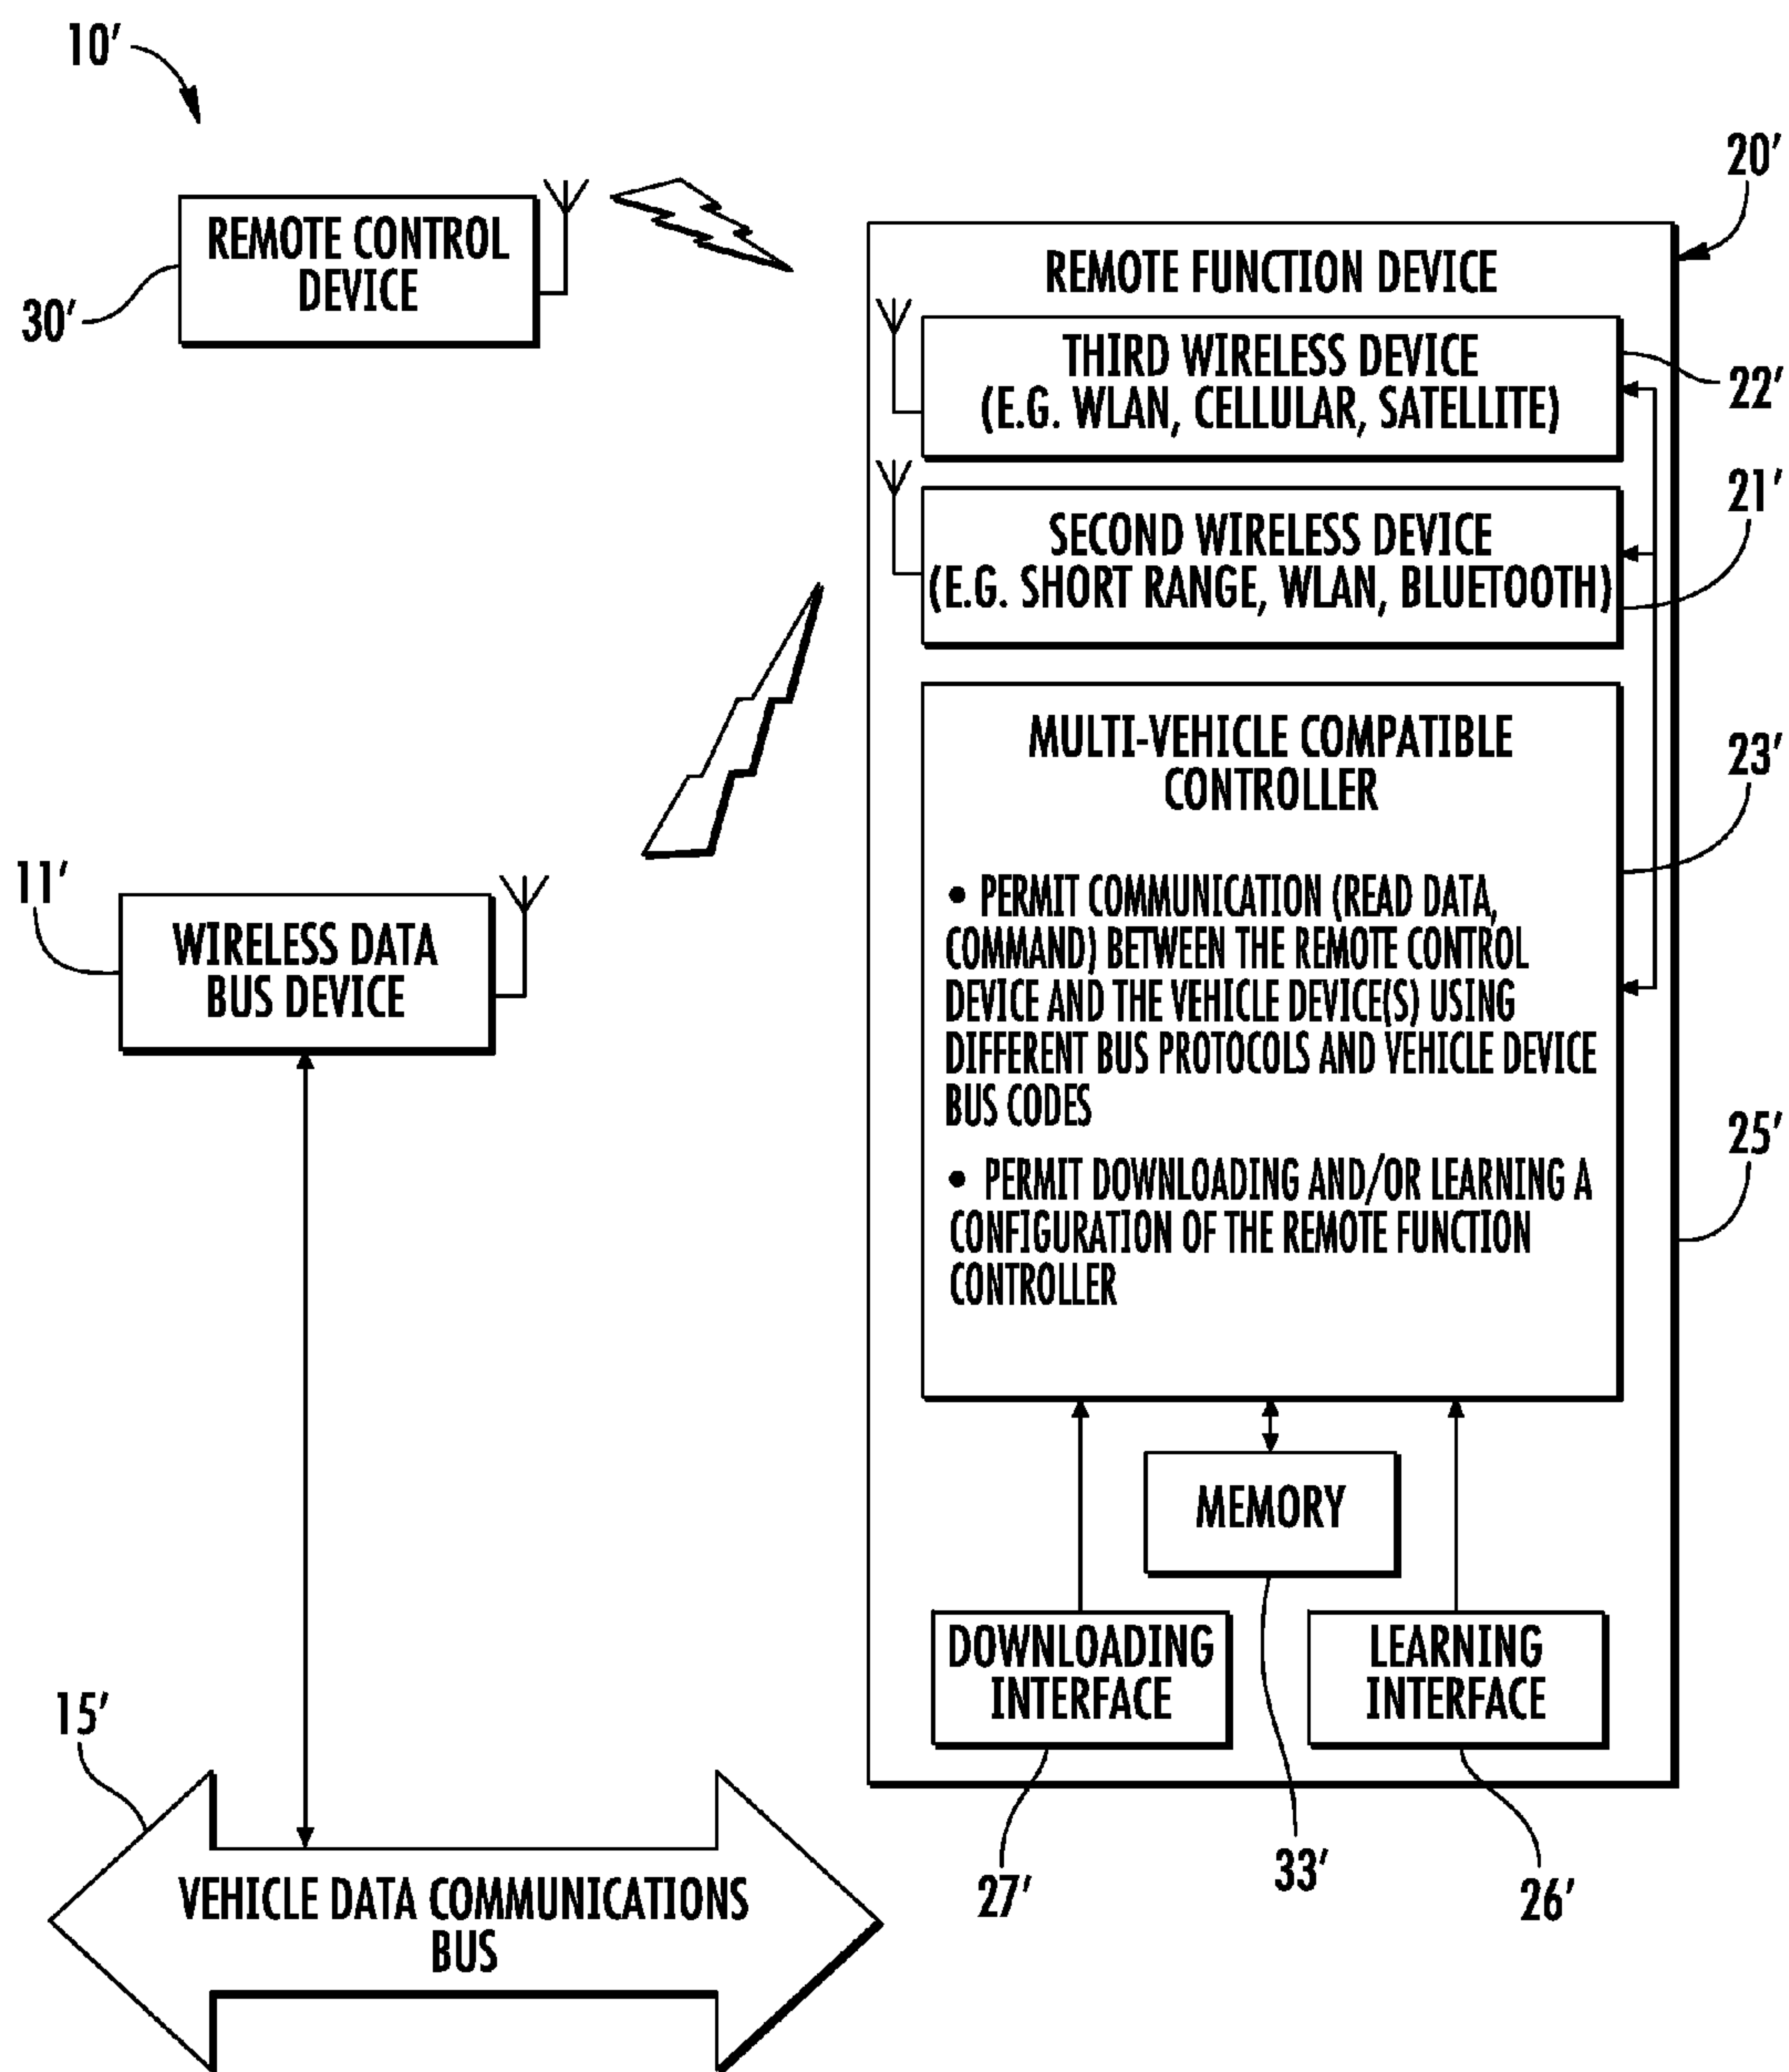 10'
20'
REMOTE CONTROL
DEVICE
30'
REMOTE FUNCTION DEVICE
THIRD WIRELESS DEVICE
(E.G. WLAN, CELLULAR, SATELLITE)
22'
SECOND WIRELESS DEVICE
(E.G. SHORT RANGE, WLAN, BLUETOOTH)
21'
MULTI-VEHICLE COMPATIBLE
CONTROLLER
23'
• PERMIT COMMUNICATION (READ DATA,
COMMAND) BETWEEN THE REMOTE CONTROL
DEVICE AND THE VEHICLE DEVICE(S) USING
DIFFERENT BUS PROTOCOLS AND VEHICLE DEVICE
BUS CODES
• PERMIT DOWNLOADING AND/OR LEARNING A
CONFIGURATION OF THE REMOTE FUNCTION
CONTROLLER
25'
11'
WIRELESS DATA
BUS DEVICE
MEMORY
DOWNLOADING
INTERFACE
LEARNING
INTERFACE
27'
33'
26'
15'
VEHICLE DATA COMMUNICATIONS
BUS